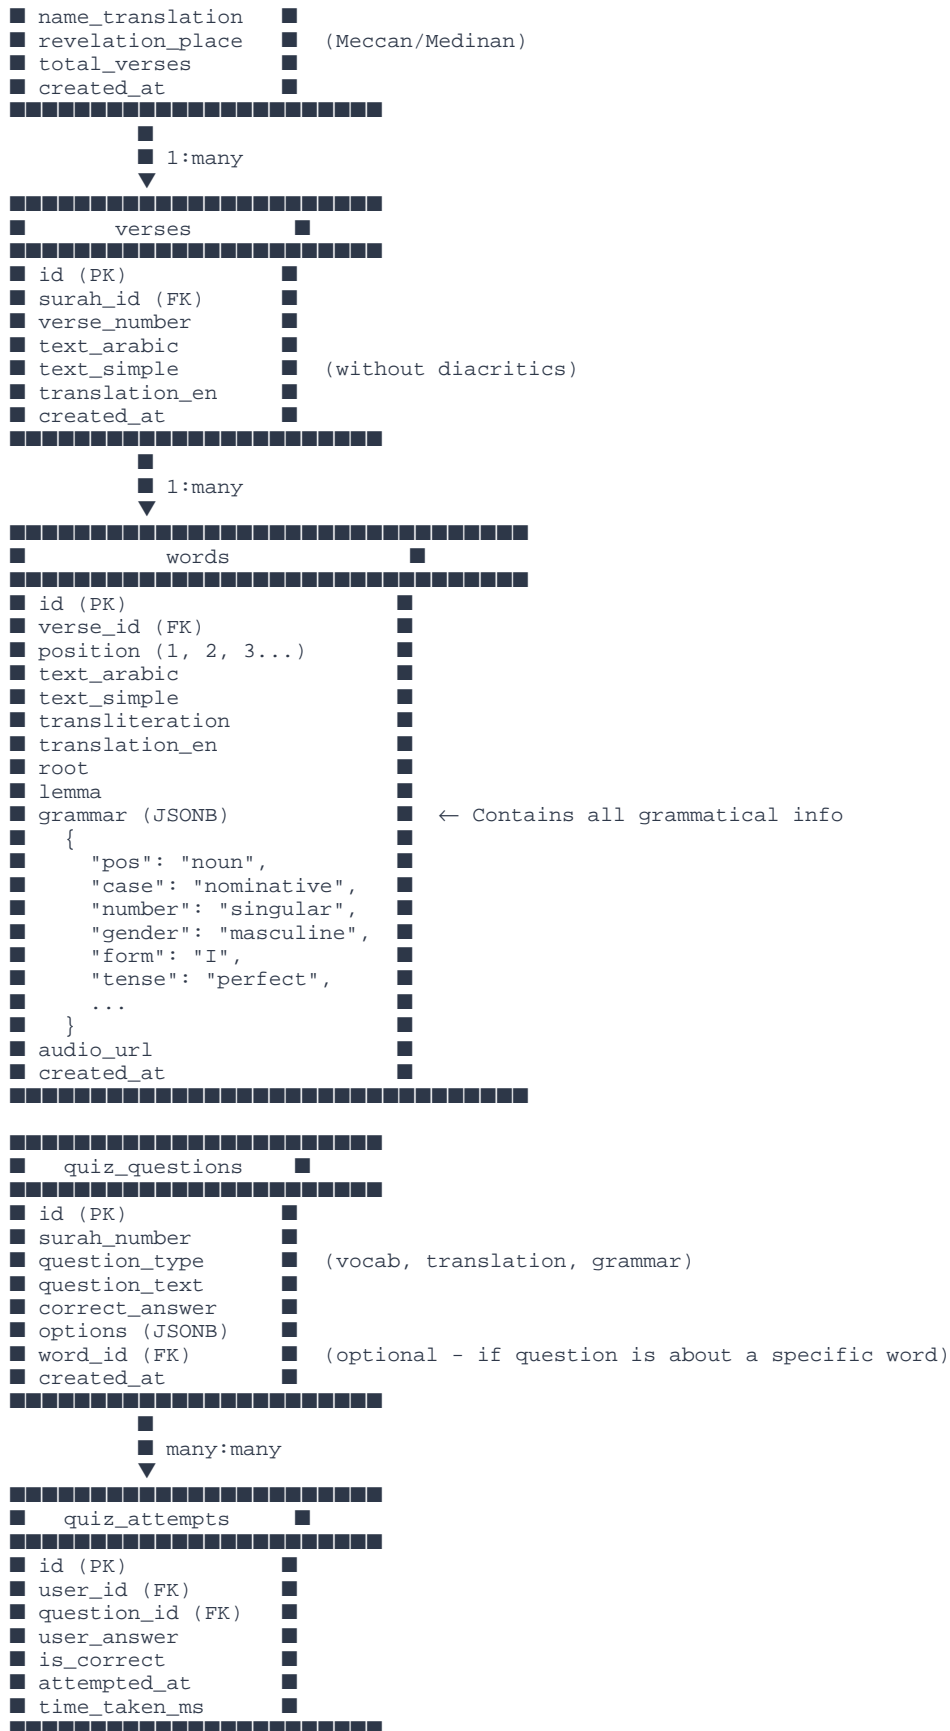 ■ name_translation ■
■ revelation_place ■ (Meccan/Medinan)
■ total_verses ■
■ created_at ■
■■■■■■■■■■■■■■■■■■■■■■■
■
■ 1:many
▼
■■■■■■■■■■■■■■■■■■■■■■■
■ verses ■
■■■■■■■■■■■■■■■■■■■■■■■
■ id (PK) ■
■ surah_id (FK) ■
■ verse_number ■
■ text_arabic ■
■ text_simple ■ (without diacritics)
■ translation_en ■
■ created_at ■
■■■■■■■■■■■■■■■■■■■■■■■
■
■ 1:many
▼
■■■■■■■■■■■■■■■■■■■■■■■■■■■■■■■■
■ words ■
■■■■■■■■■■■■■■■■■■■■■■■■■■■■■■■■
■ id (PK) ■
■ verse_id (FK) ■
■ position (1, 2, 3...) ■
■ text_arabic ■
■ text_simple ■
■ transliteration ■
■ translation_en ■
■ root ■
■ lemma ■
■ grammar (JSONB) ■ ← Contains all grammatical info
■ { ■
■ "pos": "noun", ■
■ "case": "nominative", ■
■ "number": "singular", ■
■ "gender": "masculine", ■
■ "form": "I", ■
■ "tense": "perfect", ■
■ ... ■
■ } ■
■ audio_url ■
■ created_at ■
■■■■■■■■■■■■■■■■■■■■■■■■■■■■■■■■
■■■■■■■■■■■■■■■■■■■■■■■
■ quiz_questions ■
■■■■■■■■■■■■■■■■■■■■■■■
■ id (PK) ■
■ surah_number ■
■ question_type ■ (vocab, translation, grammar)
■ question_text ■
■ correct_answer ■
■ options (JSONB) ■
■ word_id (FK) ■ (optional - if question is about a specific word)
■ created_at ■
■■■■■■■■■■■■■■■■■■■■■■■
■
■ many:many
▼
■■■■■■■■■■■■■■■■■■■■■■■
■ quiz_attempts ■
■■■■■■■■■■■■■■■■■■■■■■■
■ id (PK) ■
■ user_id (FK) ■
■ question_id (FK) ■
■ user_answer ■
■ is_correct ■
■ attempted_at ■
■ time_taken_ms ■
■■■■■■■■■■■■■■■■■■■■■■■